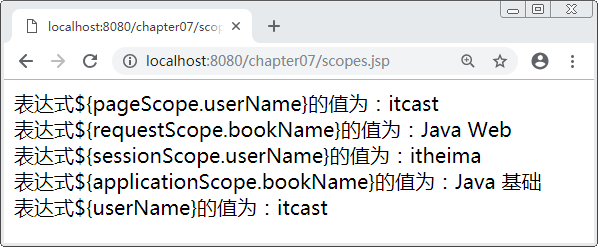 localhost:8080/chapter07/scop
localhost:8080/chapter07/scopes.jsp
表达式${pageScope.userName}的值为：itcast
表达式${requestScope.bookName}的值为：Java Web
表达式${sessionScope.userName}的值为：itheima
表达式${applicationScope.bookName}的值为：Java 基础
表达式${userName}的值为：itcast